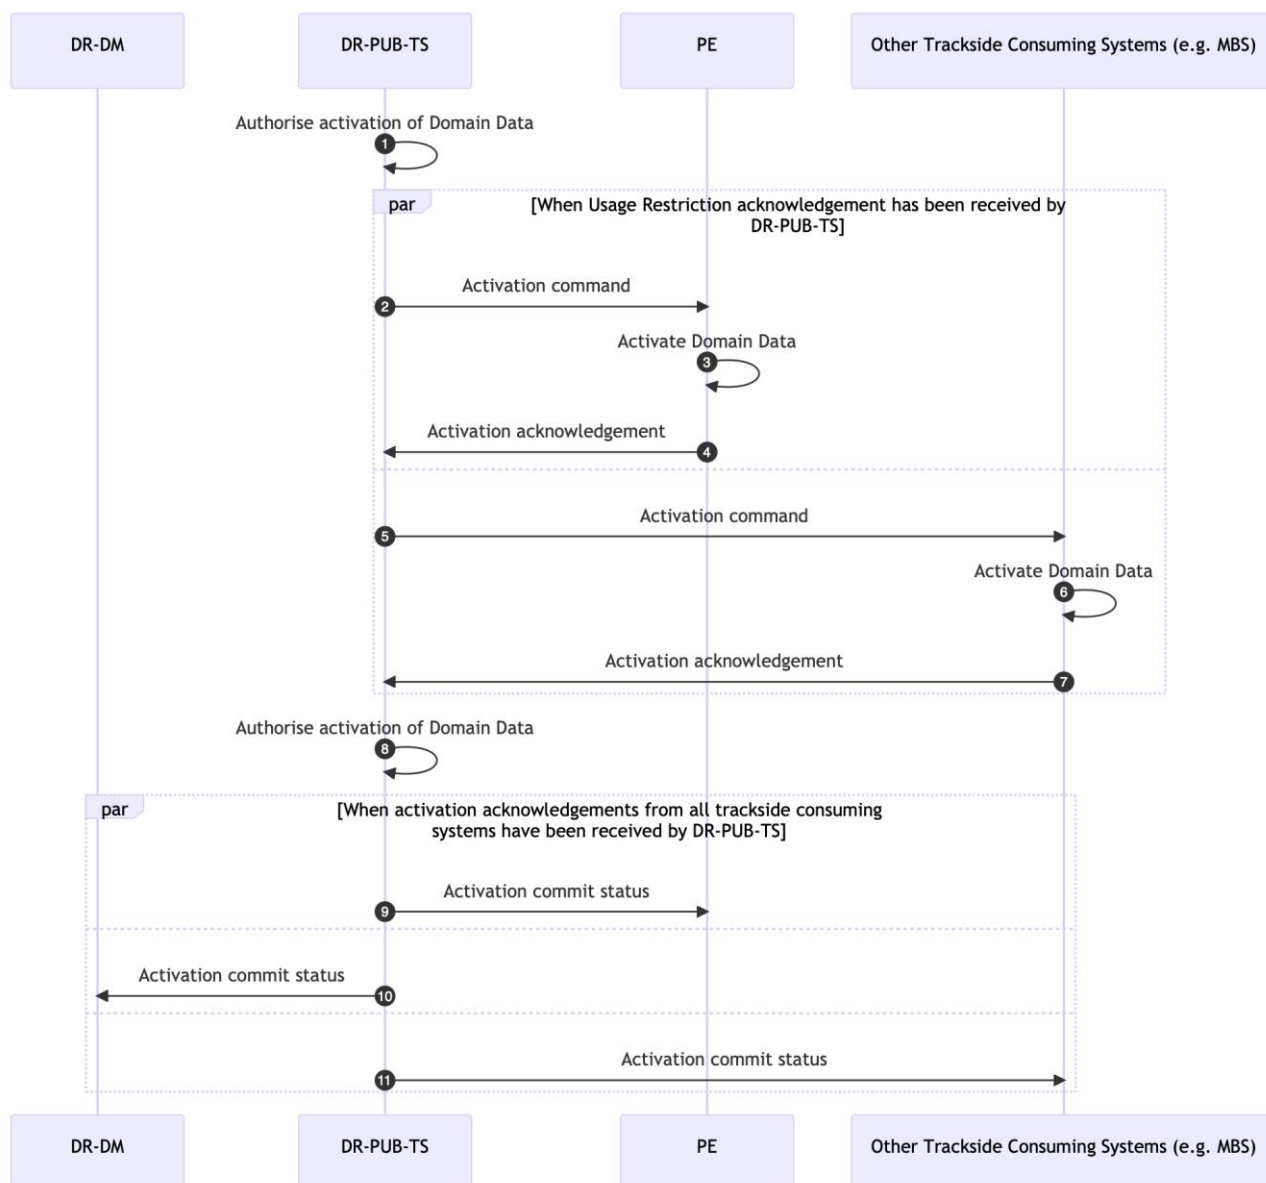 DR-DM
DR-PUB-TS
PE
Other Trackside Consuming Systems (e.g. MBS)
Authorise activation of Domain Data
1
par
[When Usage Restriction acknowledgement has been received by
DR-PUB-TS]
Activation command
2
Activate Domain Data
3
Activation acknowledgement
4
Activation command
5
Activate Domain Data
6
Activation acknowledgement
7
Authorise activation of Domain Data
8
par
[When activation acknowledgements from all trackside consuming
systems have been received by DR-PUB-TS]
Activation commit status
9
Activation commit status
10
Activation commit status
11
DR-DM
DR-PUB-TS
PE
Other Trackside Consuming Systems (e.g. MBS)